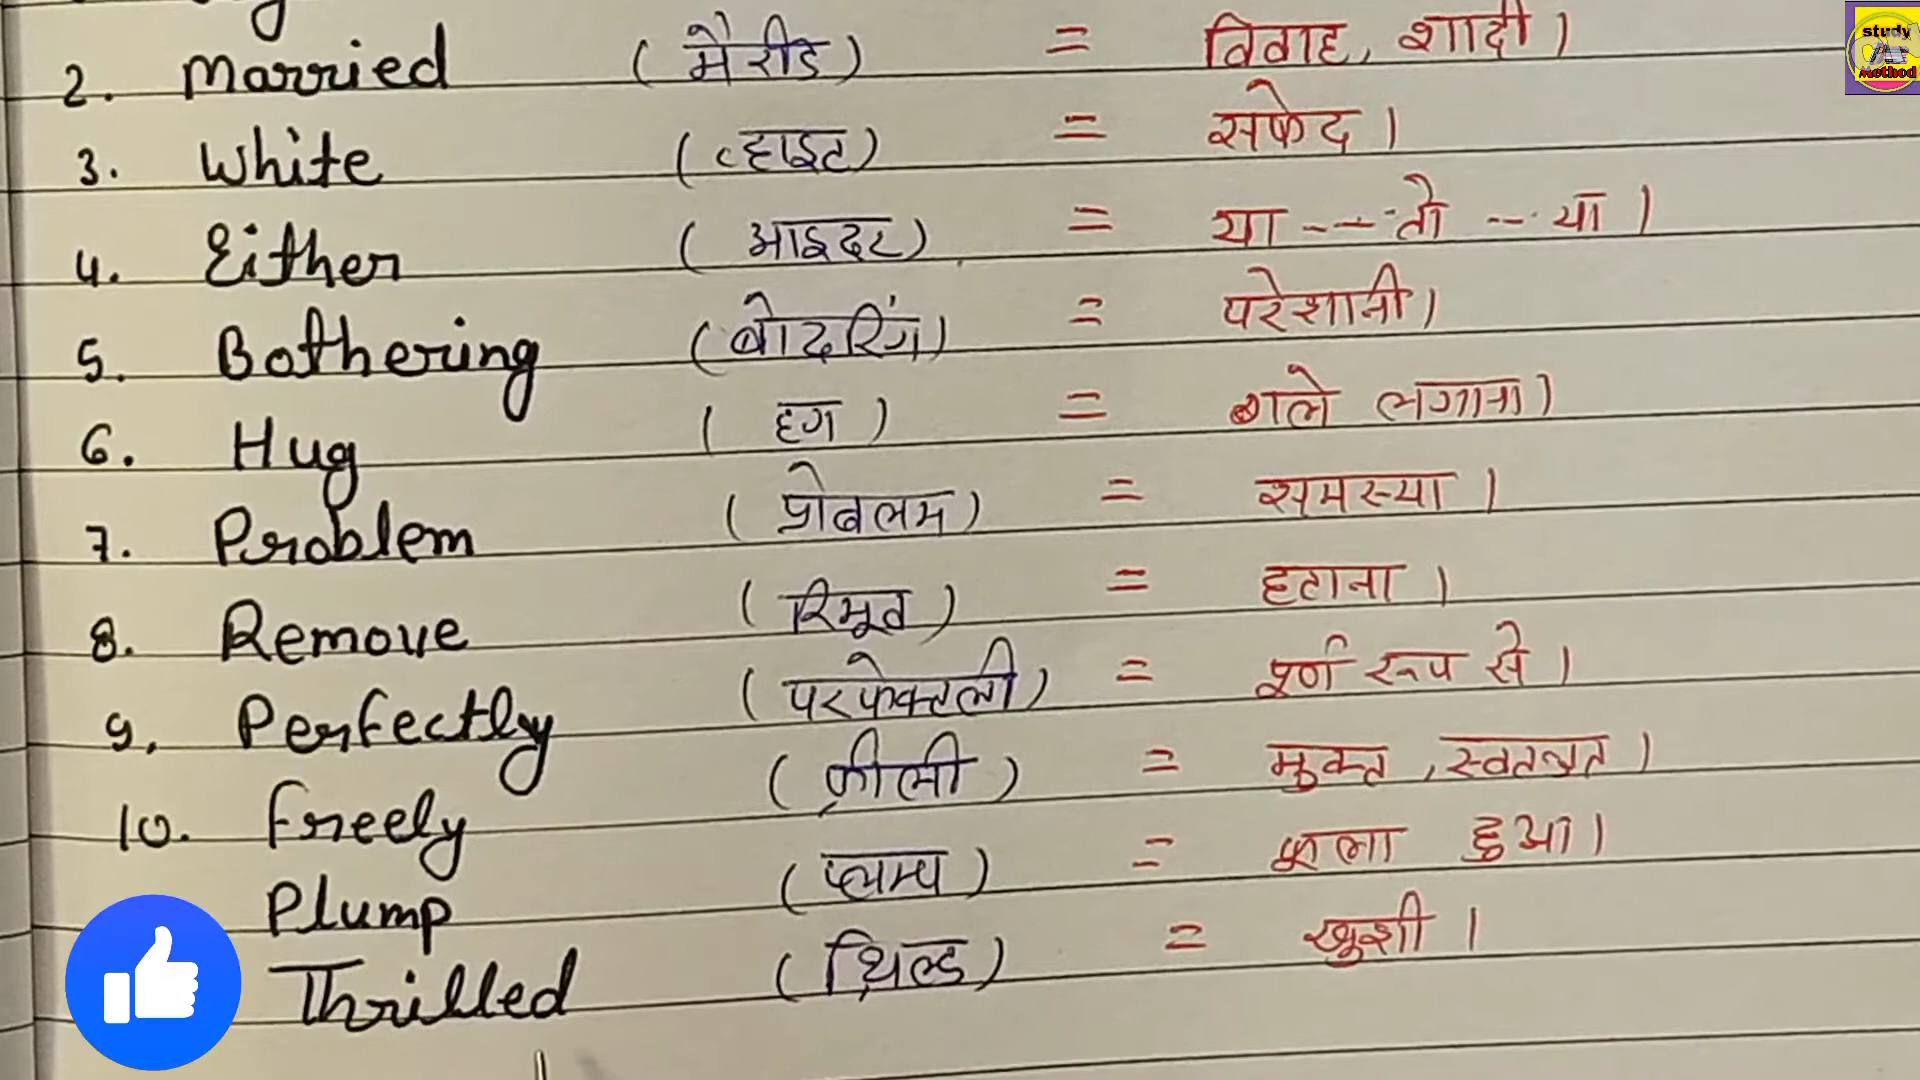 2. Married (मैरीड) = विवाह, शादी।
3. White (व्हाइट) = सफेद।
4. Either (आइदर) = या --- तो --- या।
5. Bothering (बोदरिंग) = परेशानी।
6. Hug (हग) = गले लगाना।
7. Problem (प्रोबलम) = समस्या।
8. Remove (रिमूव) = हटाना।
9. Perfectly (परफेक्टली) = पूर्ण रूप से।
10. Freely (फ़्रीली) = मुक्त, स्वतन्त्रत।
Plump (प्लम्प) = फूला हुआ।
Thrilled (थ्रिल्ड) = खुशी।
study
Method